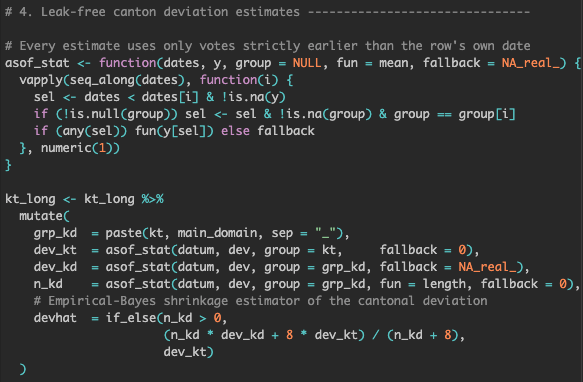 # 4. Leak-free canton deviation estimates -------------------------------
# Every estimate uses only votes strictly earlier than the row's own date
asof_stat <- function(dates, y, group = NULL, fun = mean, fallback = NA_real_) {
  vapply(seq_along(dates), function(i) {
    sel <- dates < dates[i] & !is.na(y)
    if (!is.null(group)) sel <- sel & !is.na(group) & group == group[i]
    if (any(sel)) fun(y[sel]) else fallback
  }, numeric(1))
}
kt_long <- kt_long %>%
  mutate(
    grp_kd  = paste(kt, main_domain, sep = "_"),
    dev_kt  = asof_stat(datum, dev, group = kt,     fallback = 0),
    dev_kd  = asof_stat(datum, dev, group = grp_kd, fallback = NA_real_),
    n_kd    = asof_stat(datum, dev, group = grp_kd, fun = length, fallback = 0),
    # Empirical-Bayes shrinkage estimator of the cantonal deviation
    devhat  = if_else(n_kd > 0,
                      (n_kd * dev_kd + 8 * dev_kt) / (n_kd + 8),
                      dev_kt)
  )